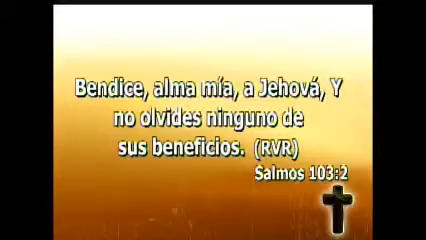 Bendice, alma mía, a Jehová, Y
no olvides ninguno de
sus beneficios. (RVR)
Salmos 103:2